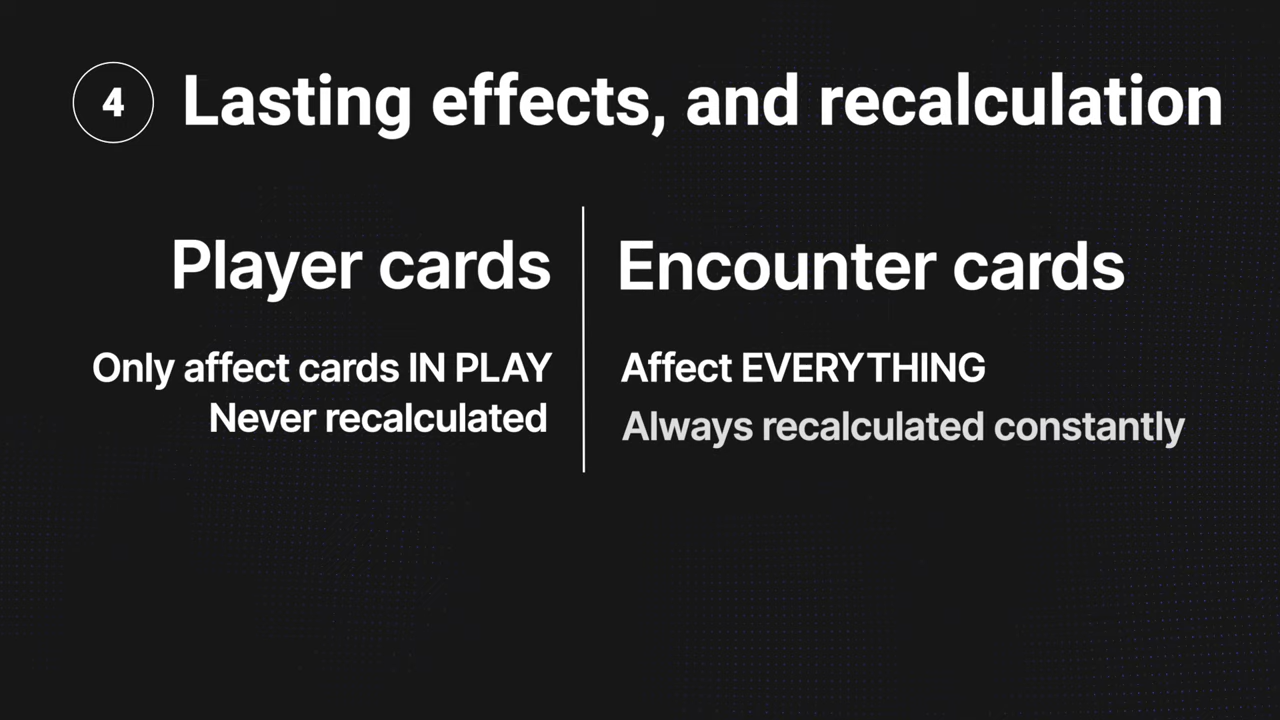 4 Lasting effects, and recalculation
Player cards
Only affect cards IN PLAY
Never recalculated
Encounter cards
Affect EVERYTHING
Always recalculated constantly